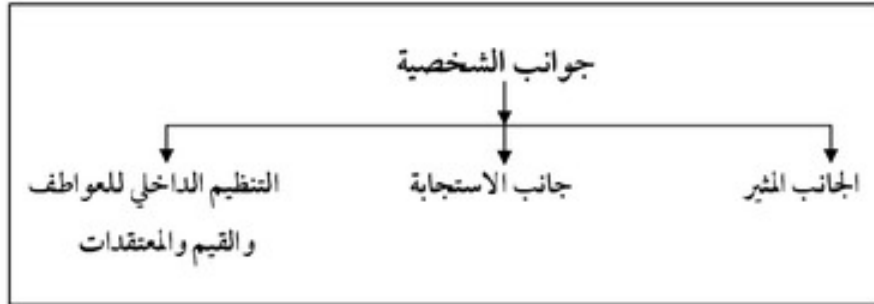 جوانب الشخصية
الجانب المثير
جانب الاستجابة
التنظيم الداخلي للعواطف
والقيم والمعتقدات